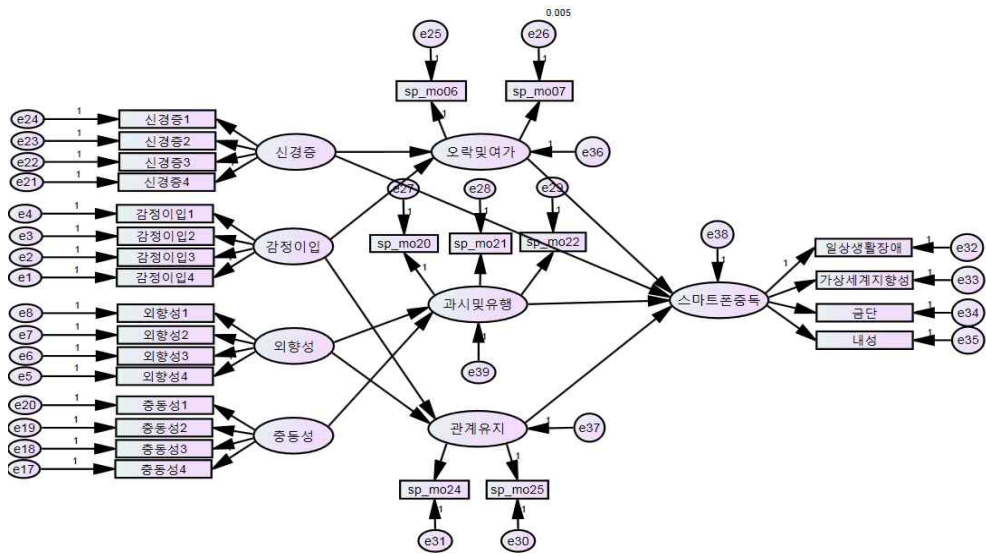 0.005
e25
e26
1
1
sp_mo06
sp_mo07
1
1
e24
1
신경증1
e23
1
신경증2
e22
1
신경증3
e21
1
신경증4
신경증
오락및여가
1
e36
e27
e28
e29
1
1
1
sp_mo20
sp_mo21
sp_mo22
1
1
1
e4
1
감정이입1
e3
1
감정이입2
e2
1
감정이입3
e1
1
감정이입4
감정이입
e38
1
과시및유행
1
e39
스마트폰중독
1
일상생활장애
1
e32
가상세계지향성
1
e33
금단
1
e34
내성
1
e35
e8
1
외향성1
e7
1
외향성2
e6
1
외향성3
e5
1
외향성4
외향성
e20
1
충동성1
e19
1
충동성2
e18
1
충동성3
e17
1
충동성4
충동성
관계유지
1
e37
1
sp_mo24
sp_mo25
1
1
e31
e30